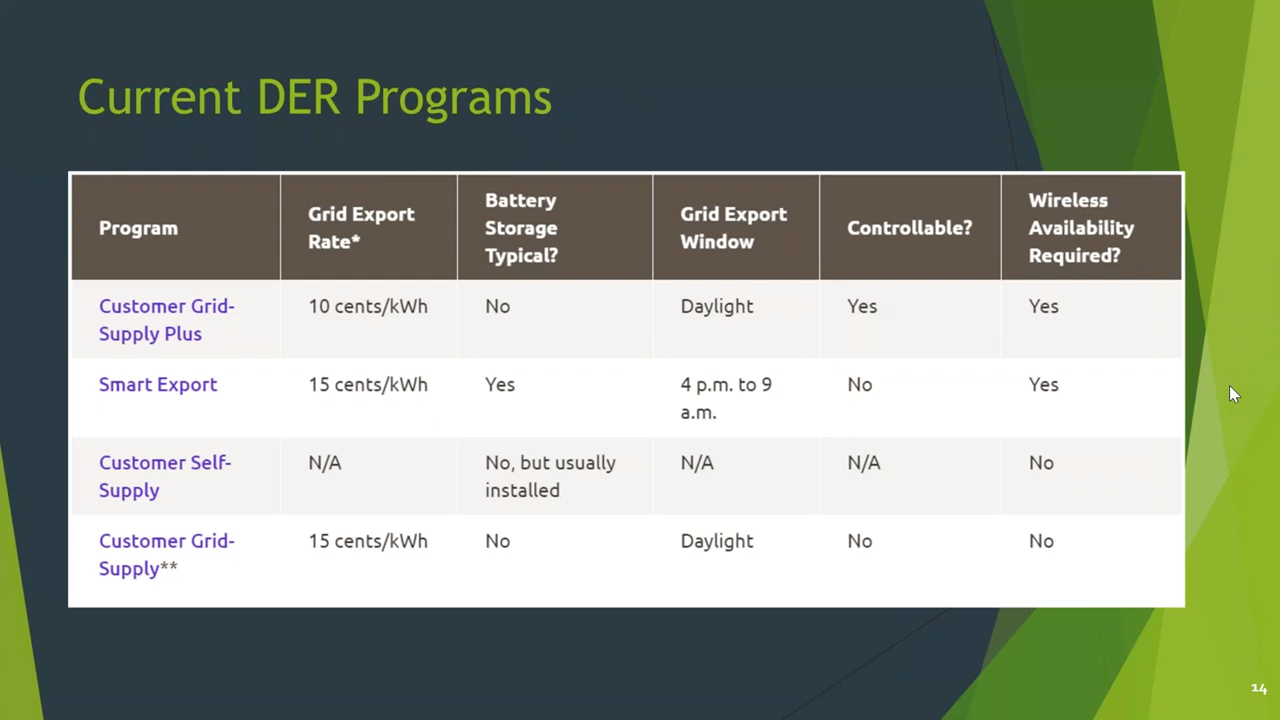 Current DER Programs
Program
Grid Export
Rate*
Battery
Storage
Typical?
Grid Export
Window
Controllable?
Wireless
Availability
Required?
Customer Grid-
Supply Plus
10 cents/kWh
No
Daylight
Yes
Yes
Smart Export
15 cents/kWh
Yes
4 p.m. to 9
a.m.
No
Yes
Customer Self-
Supply
N/A
No, but usually
installed
N/A
N/A
No
Customer Grid-
Supply**
15 cents/kWh
No
Daylight
No
No
14